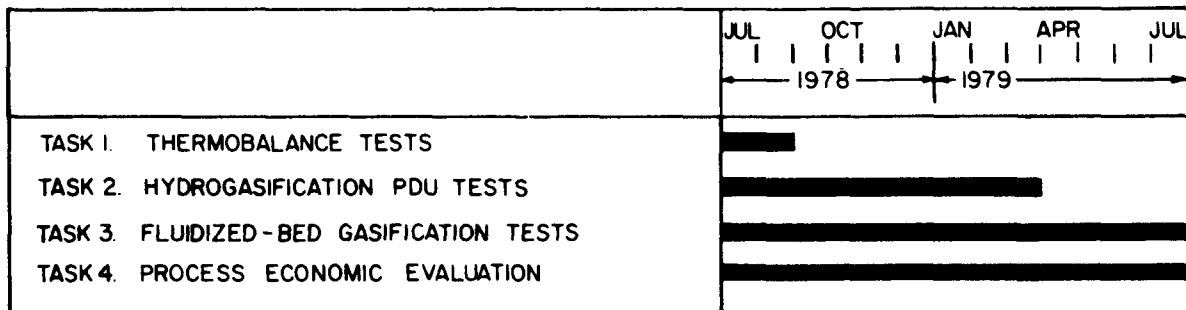 JUL OCT JAN APR JUL
1978 1979
TASK 1. THERMOBALANCE TESTS
TASK 2. HYDROGASIFICATION PDU TESTS
TASK 3. FLUIDIZED-BED GASIFICATION TESTS
TASK 4. PROCESS ECONOMIC EVALUATION